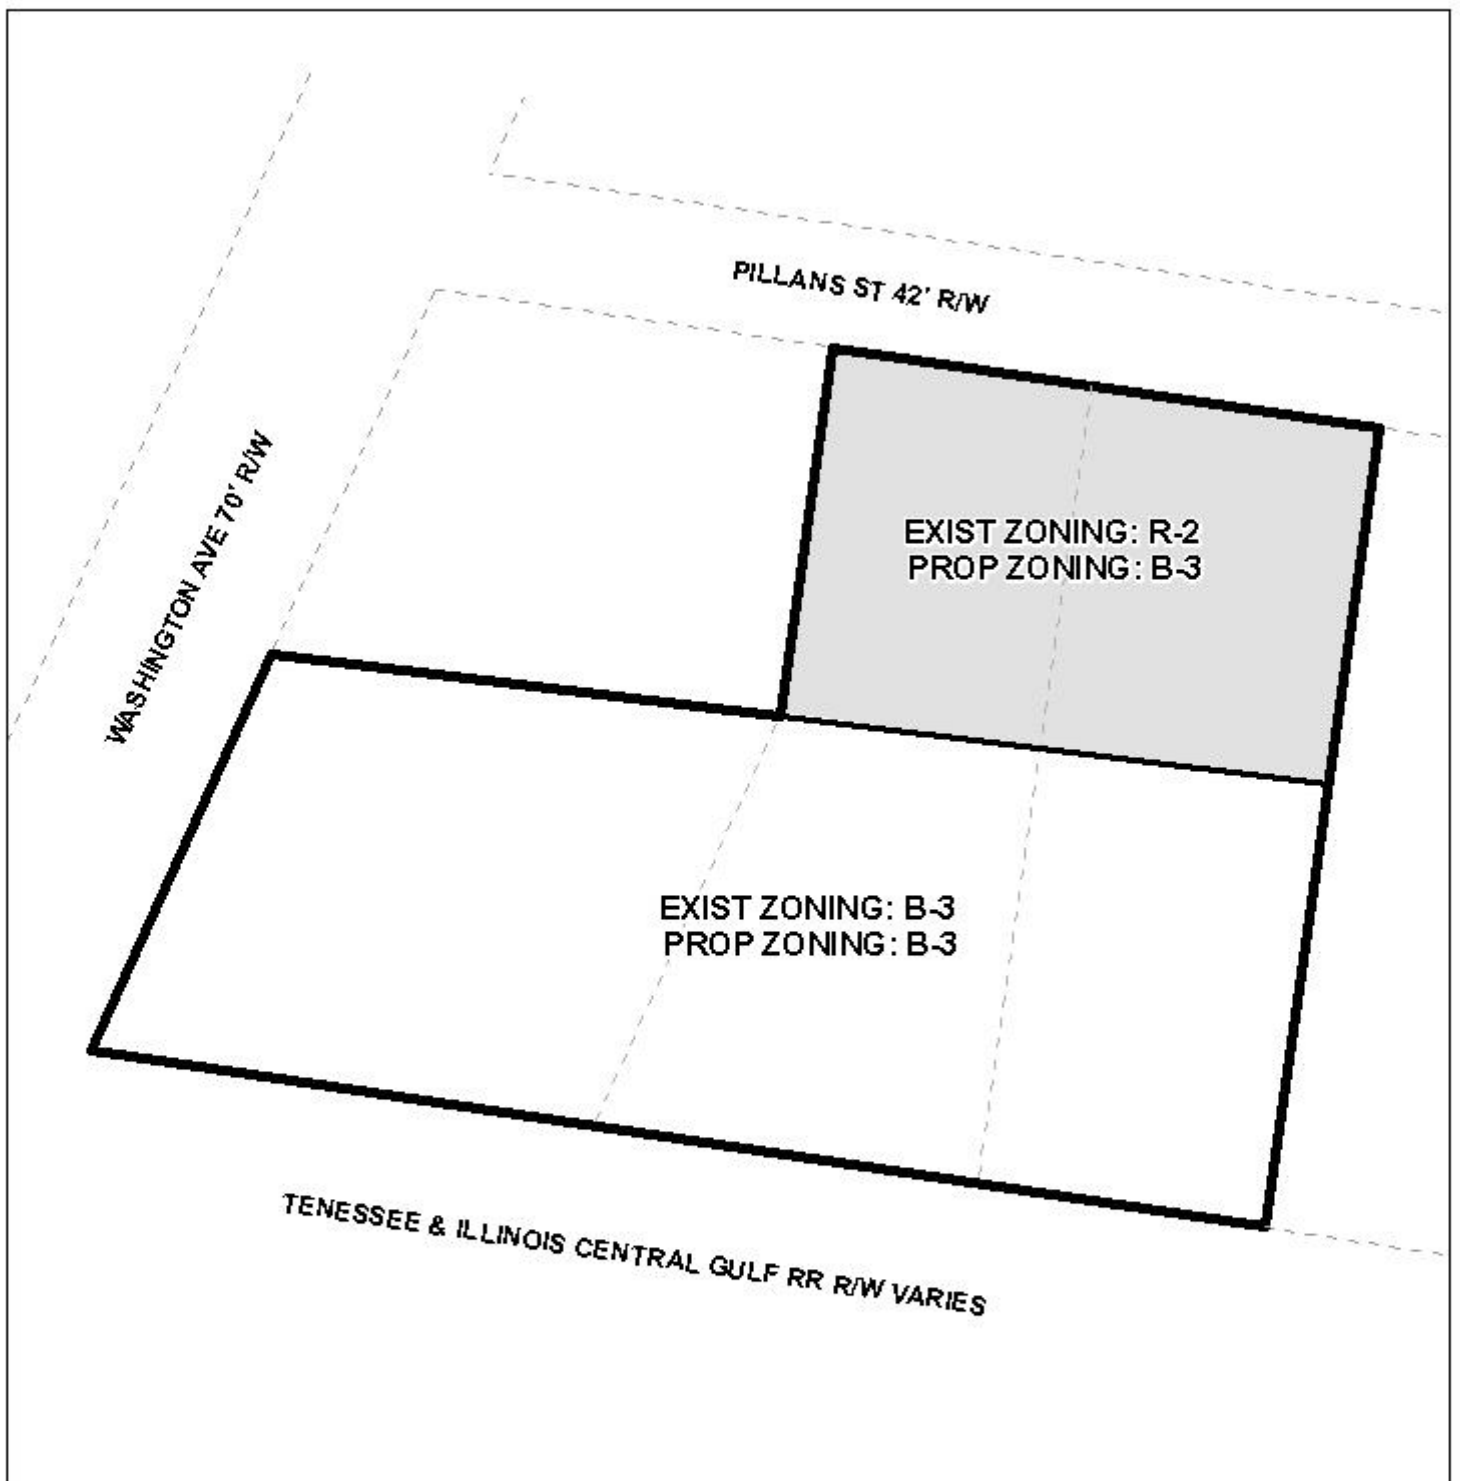 PILLANS ST 42' R/W
WASHINGTON AVE 70' R/W
EXIST ZONING: R-2
PROP ZONING: B-3
EXIST ZONING: B-3
PROP ZONING: B-3
TENESSEE & ILLINOIS CENTRAL GULF RR R/W VARIES